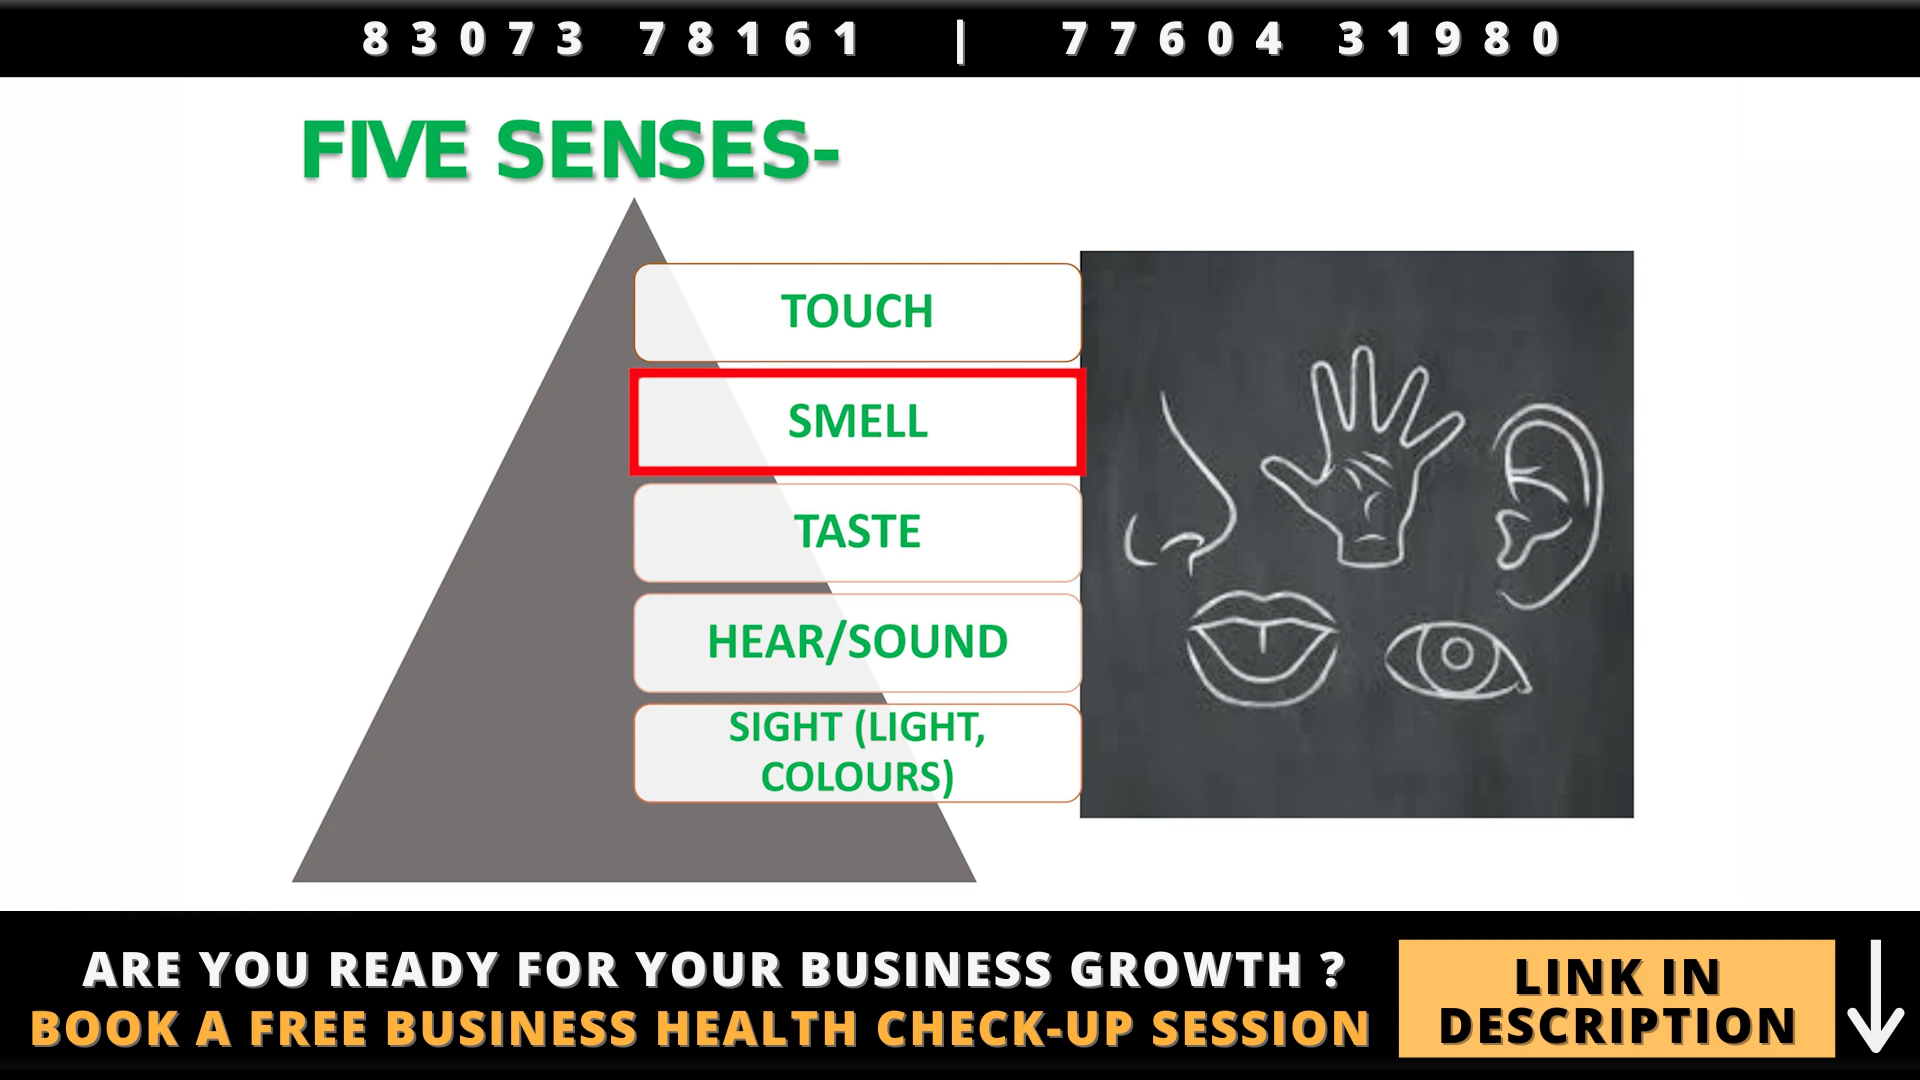 83073 78161 | 77604 31980
FIVE SENSES-
TOUCH
SMELL
TASTE
HEAR/SOUND
SIGHT (LIGHT,
COLOURS)
ARE YOU READY FOR YOUR BUSINESS GROWTH ?
BOOK A FREE BUSINESS HEALTH CHECK-UP SESSION
LINK IN
DESCRIPTION